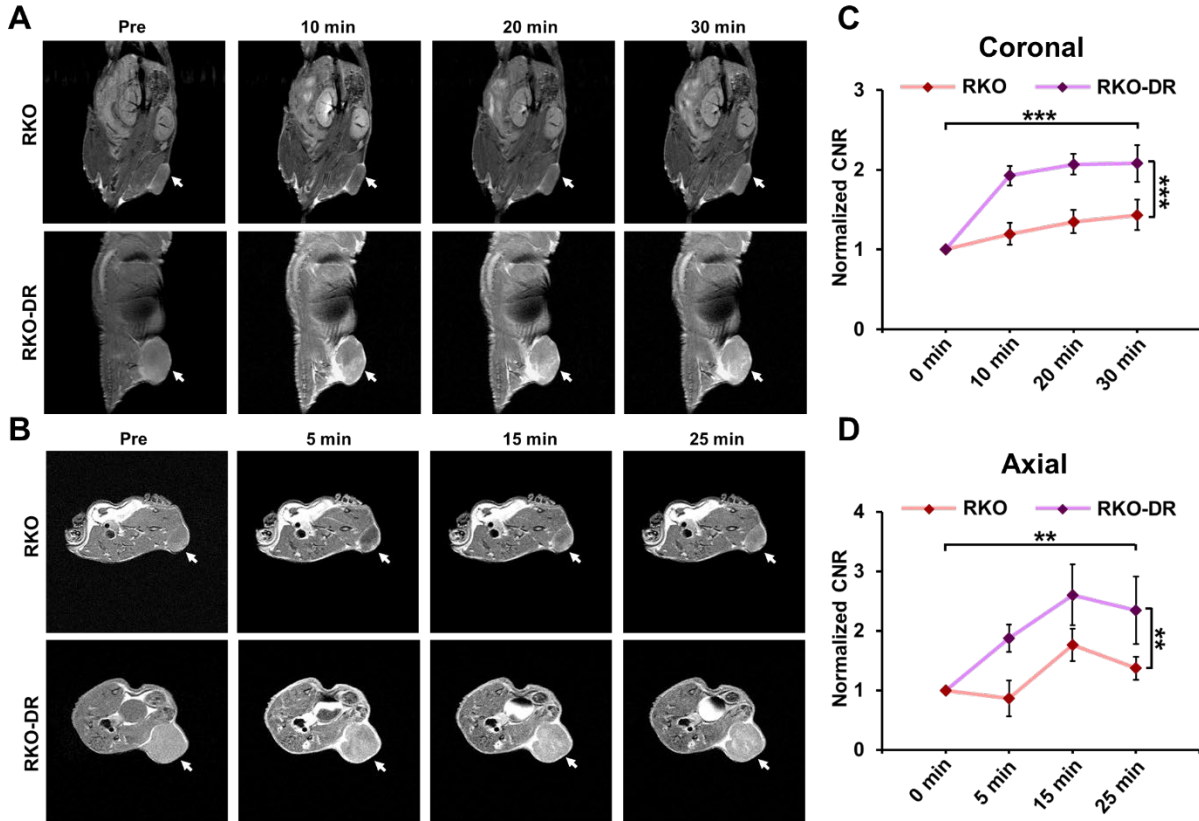 A
Pre 10 min 20 min 30 min
RKO
RKO-DR
B
Pre 5 min 15 min 25 min
RKO
RKO-DR
C
Coronal
RKO RKO-DR
Normalized CNR
3
2
1
0
***
***
0 min 10 min 20 min 30 min
D
Axial
RKO RKO-DR
Normalized CNR
4
3
2
1
0
**
**
0 min 5 min 15 min 25 min